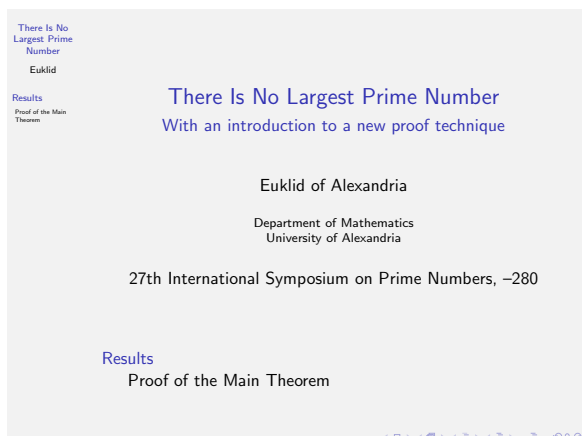 There Is No
Largest Prime
Number
Euklid
Results
Proof of the Main
Theorem
There Is No Largest Prime Number
With an introduction to a new proof technique
Euklid of Alexandria
Department of Mathematics
University of Alexandria
27th International Symposium on Prime Numbers, –280
Results
Proof of the Main Theorem